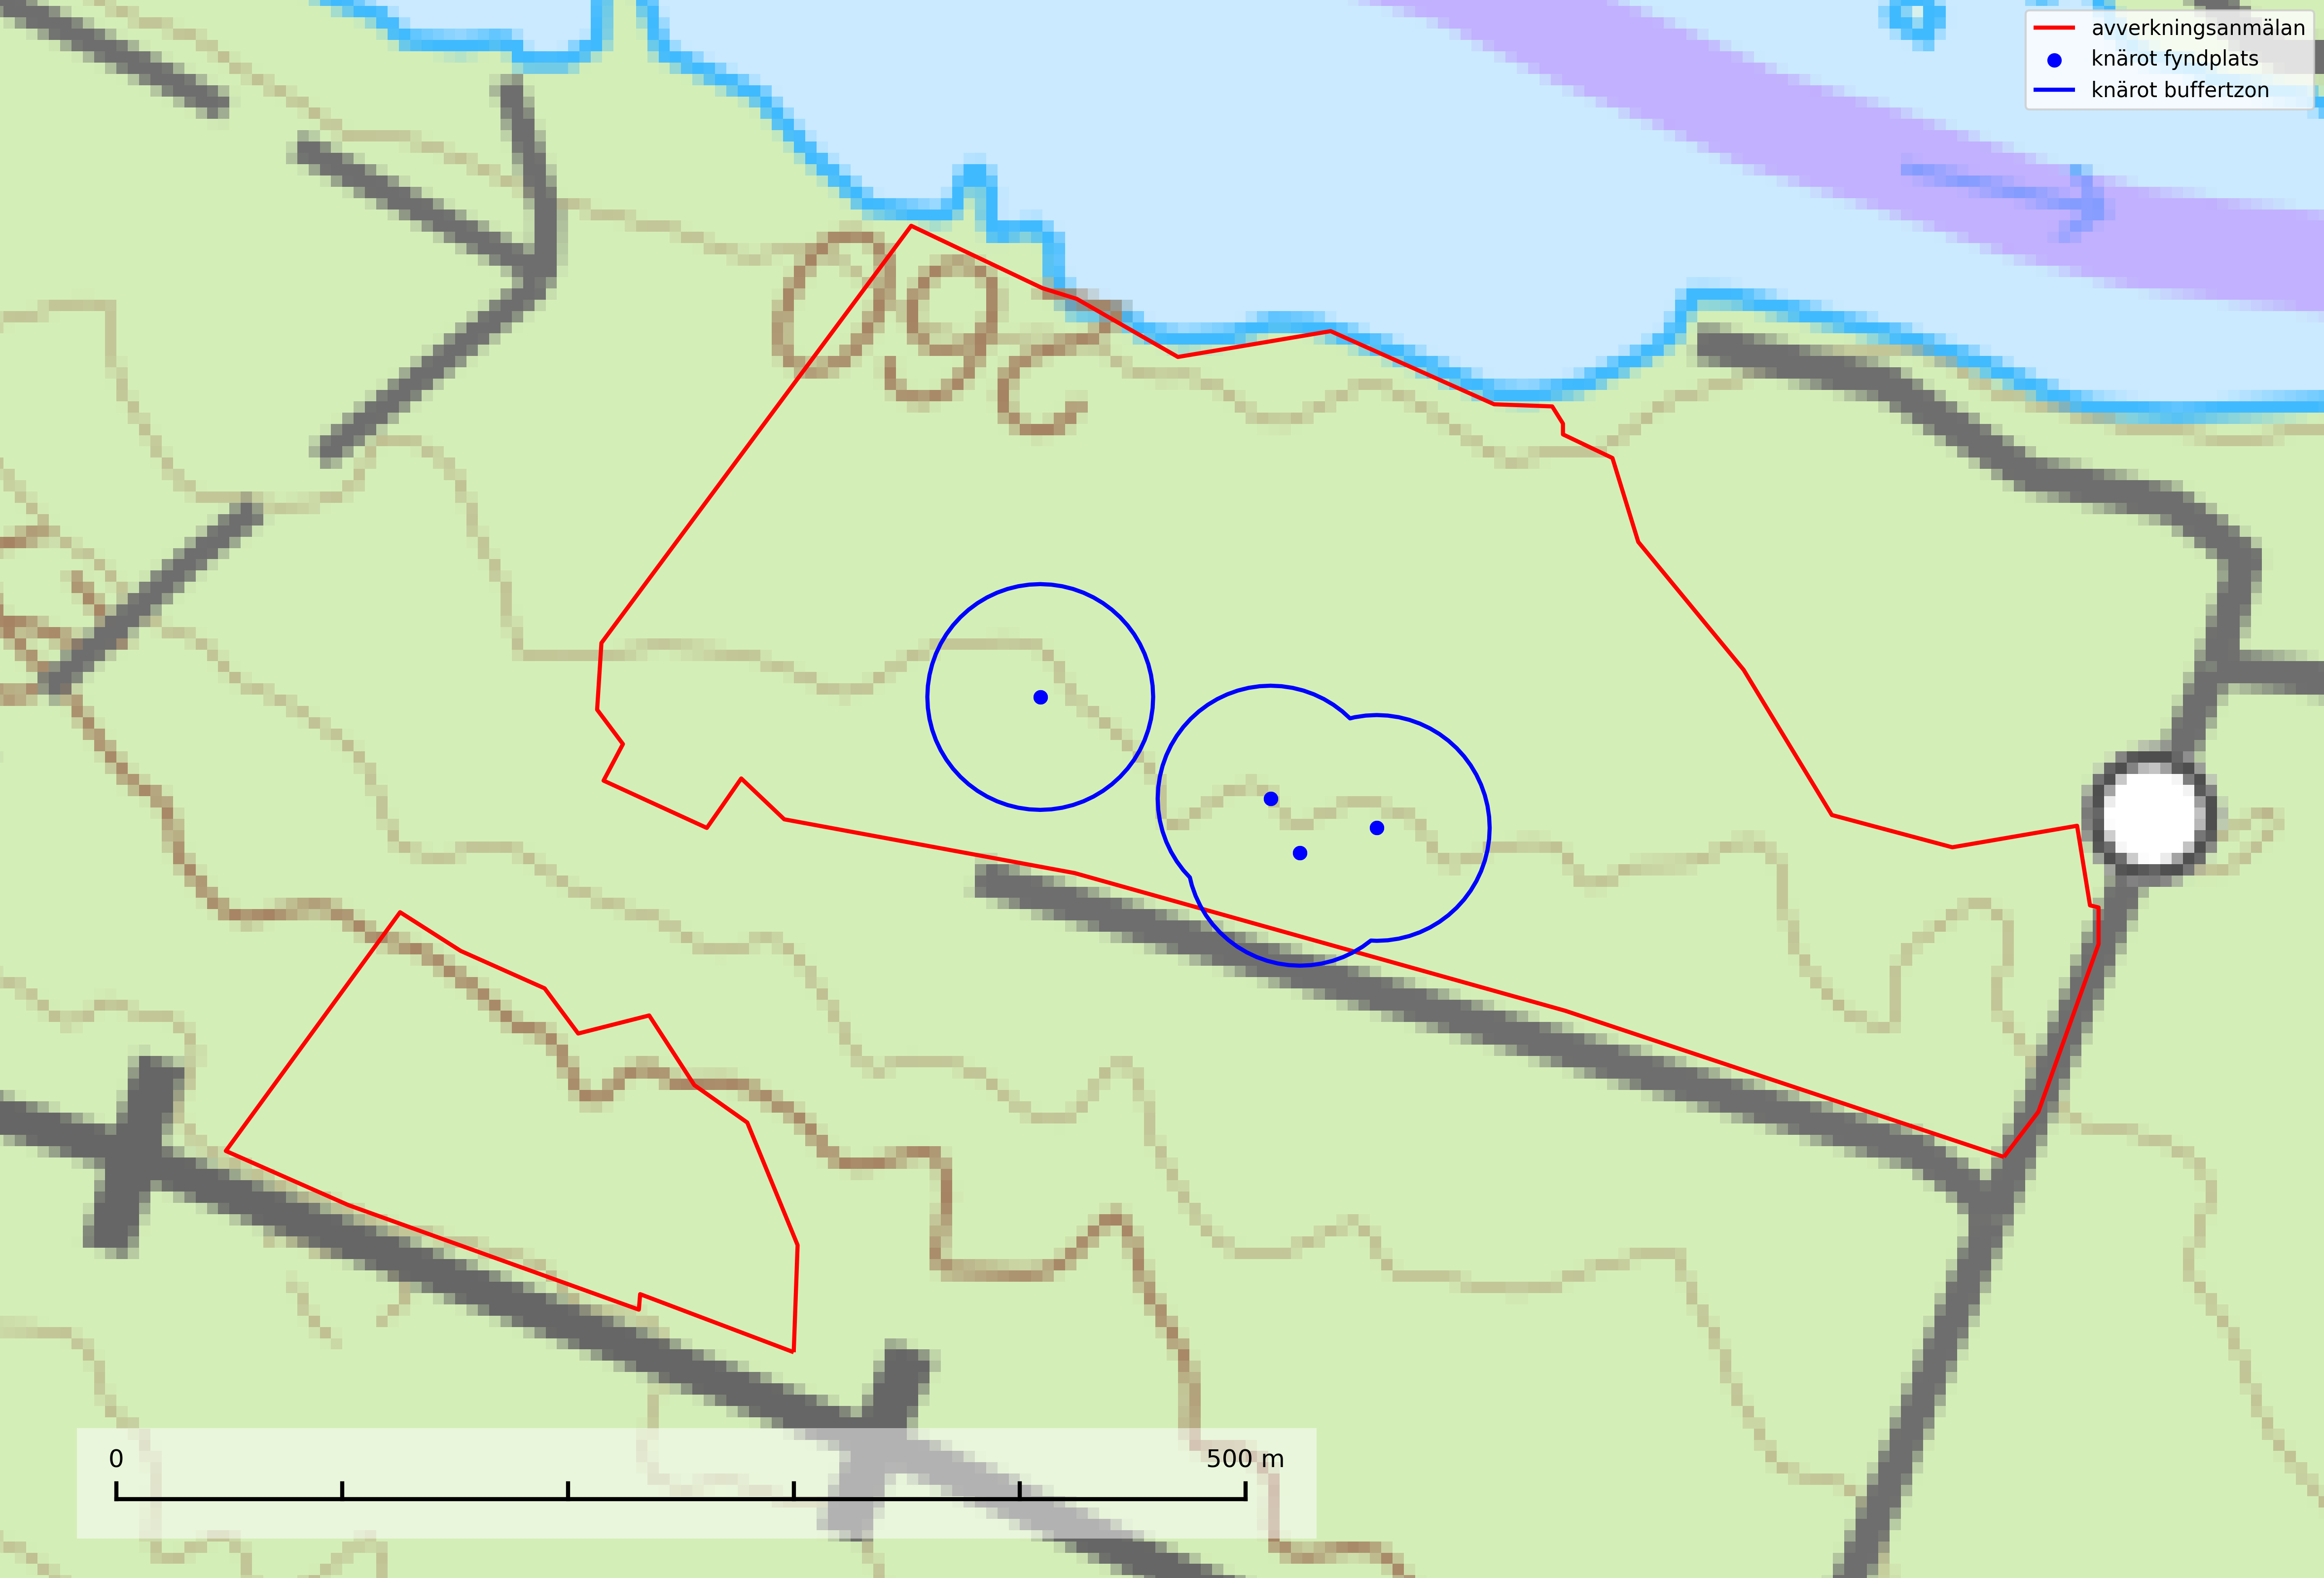 avverkningsanmälan
knärot fyndplats
knärot buffertzon
0 500 m